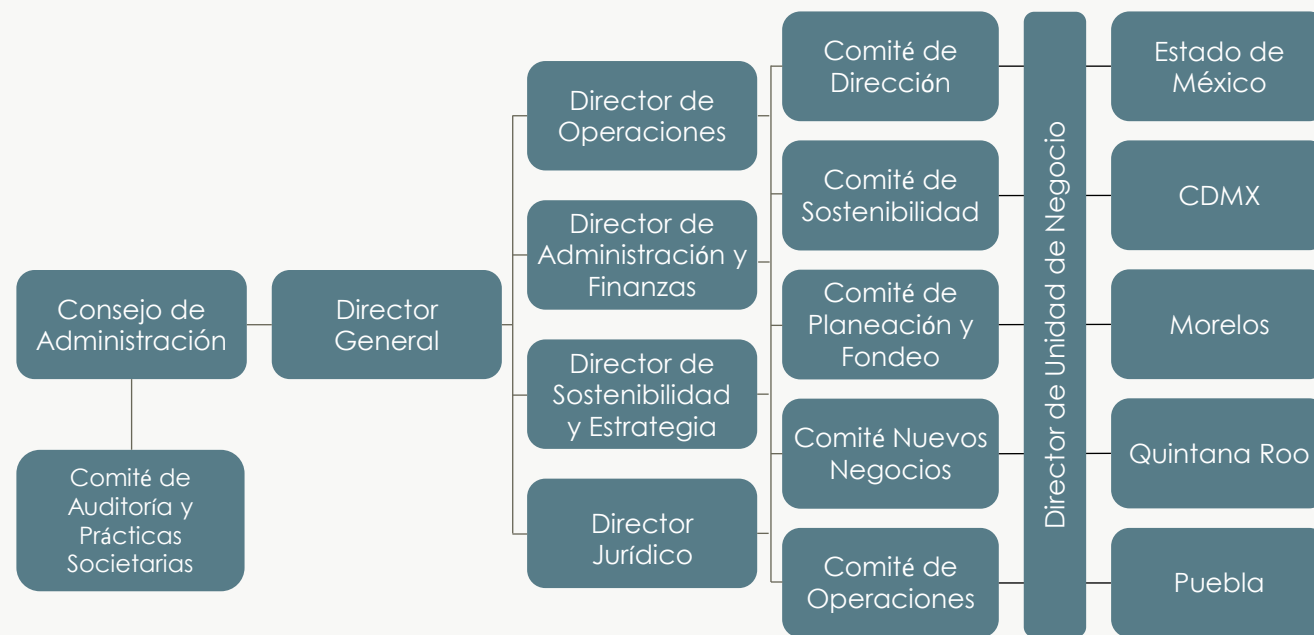 Consejo de
Administración
Comité de
Auditoría y
Prácticas
Societarias
Director
General
Director de
Operaciones
Director de
Administración y
Finanzas
Director de
Sostenibilidad
y Estrategia
Director
Jurídico
Comité de
Dirección
Comité de
Sostenibilidad
Comité de
Planeación y
Fondeo
Comité Nuevos
Negocios
Comité de
Operaciones
Director de Unidad de Negocio
Estado de
México
CDMX
Morelos
Quintana Roo
Puebla